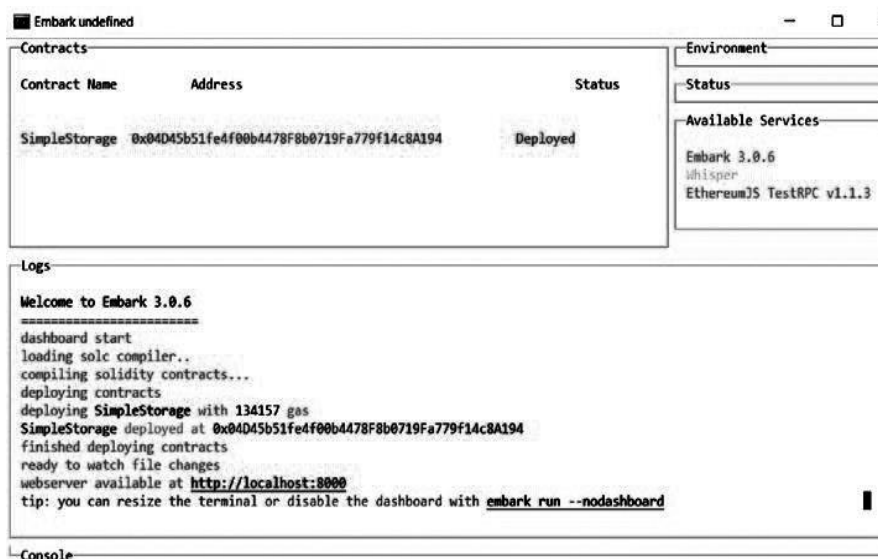 Embark undefined
Contracts
Contract Name Address Status
SimpleStorage 0x04D45b51fe4f00b4478F8b0719Fa779f14c8A194 Deployed
Environment
Status
Available Services
Embark 3.0.6
Whisper
EthereumJS TestRPC v1.1.3
Logs
Welcome to Embark 3.0.6
========================
dashboard start
loading solc compiler..
compiling solidity contracts...
deploying contracts
deploying SimpleStorage with 134157 gas
SimpleStorage deployed at 0x04D45b51fe4f00b4478F8b0719Fa779f14c8A194
finished deploying contracts
ready to watch file changes
webserver available at http://localhost:8000
tip: you can resize the terminal or disable the dashboard with embark run --nodashboard
Console